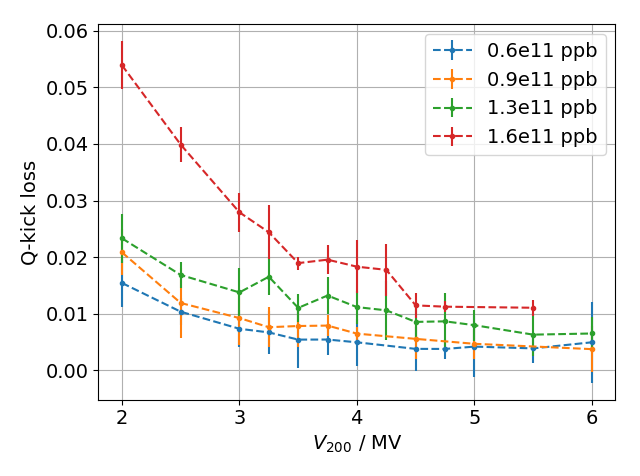 0.06
0.05
0.04
0.03
0.02
0.01
0.00
Q-kick loss
0.6e11 ppb
0.9e11 ppb
1.3e11 ppb
1.6e11 ppb
2 3 4 5 6
V200 / MV